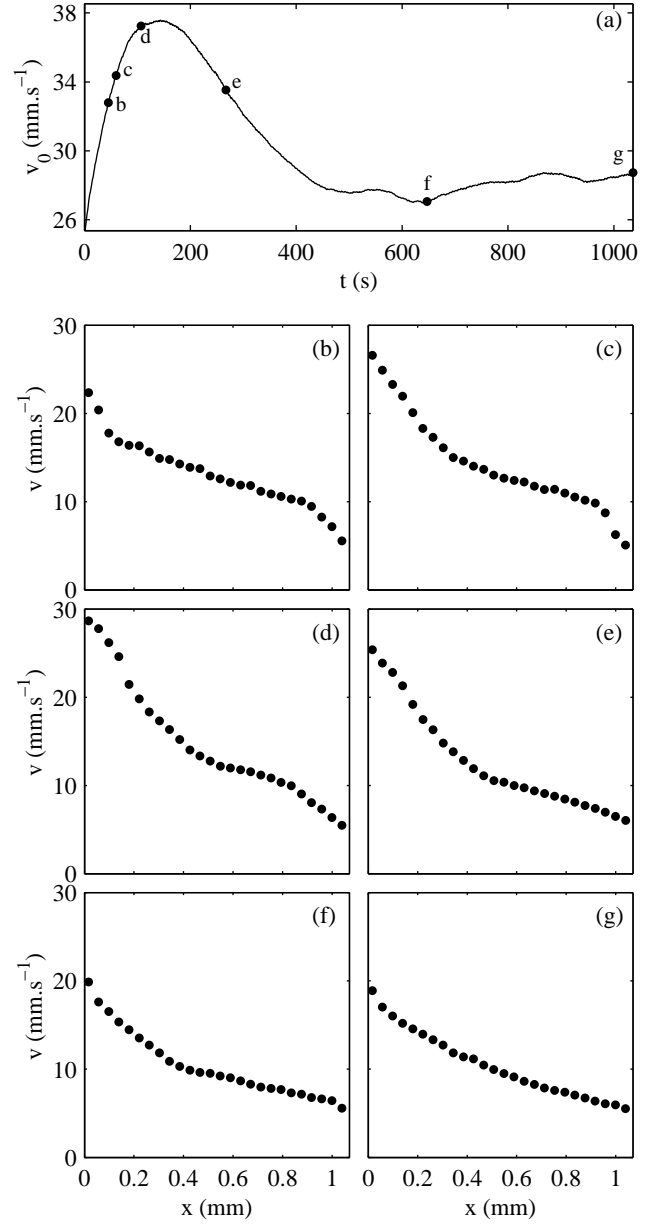 38
34
30
26
v0 (mm.s−1)
(a)
b
c
d
e
f
g
0 200 400 600 800 1000
t (s)
30
20
10
0
v (mm.s−1)
(b)
(c)
30
20
10
0
v (mm.s−1)
(d)
(e)
30
20
10
0
v (mm.s−1)
(f)
(g)
0 0.2 0.4 0.6 0.8 1
0 0.2 0.4 0.6 0.8 1
x (mm)
x (mm)